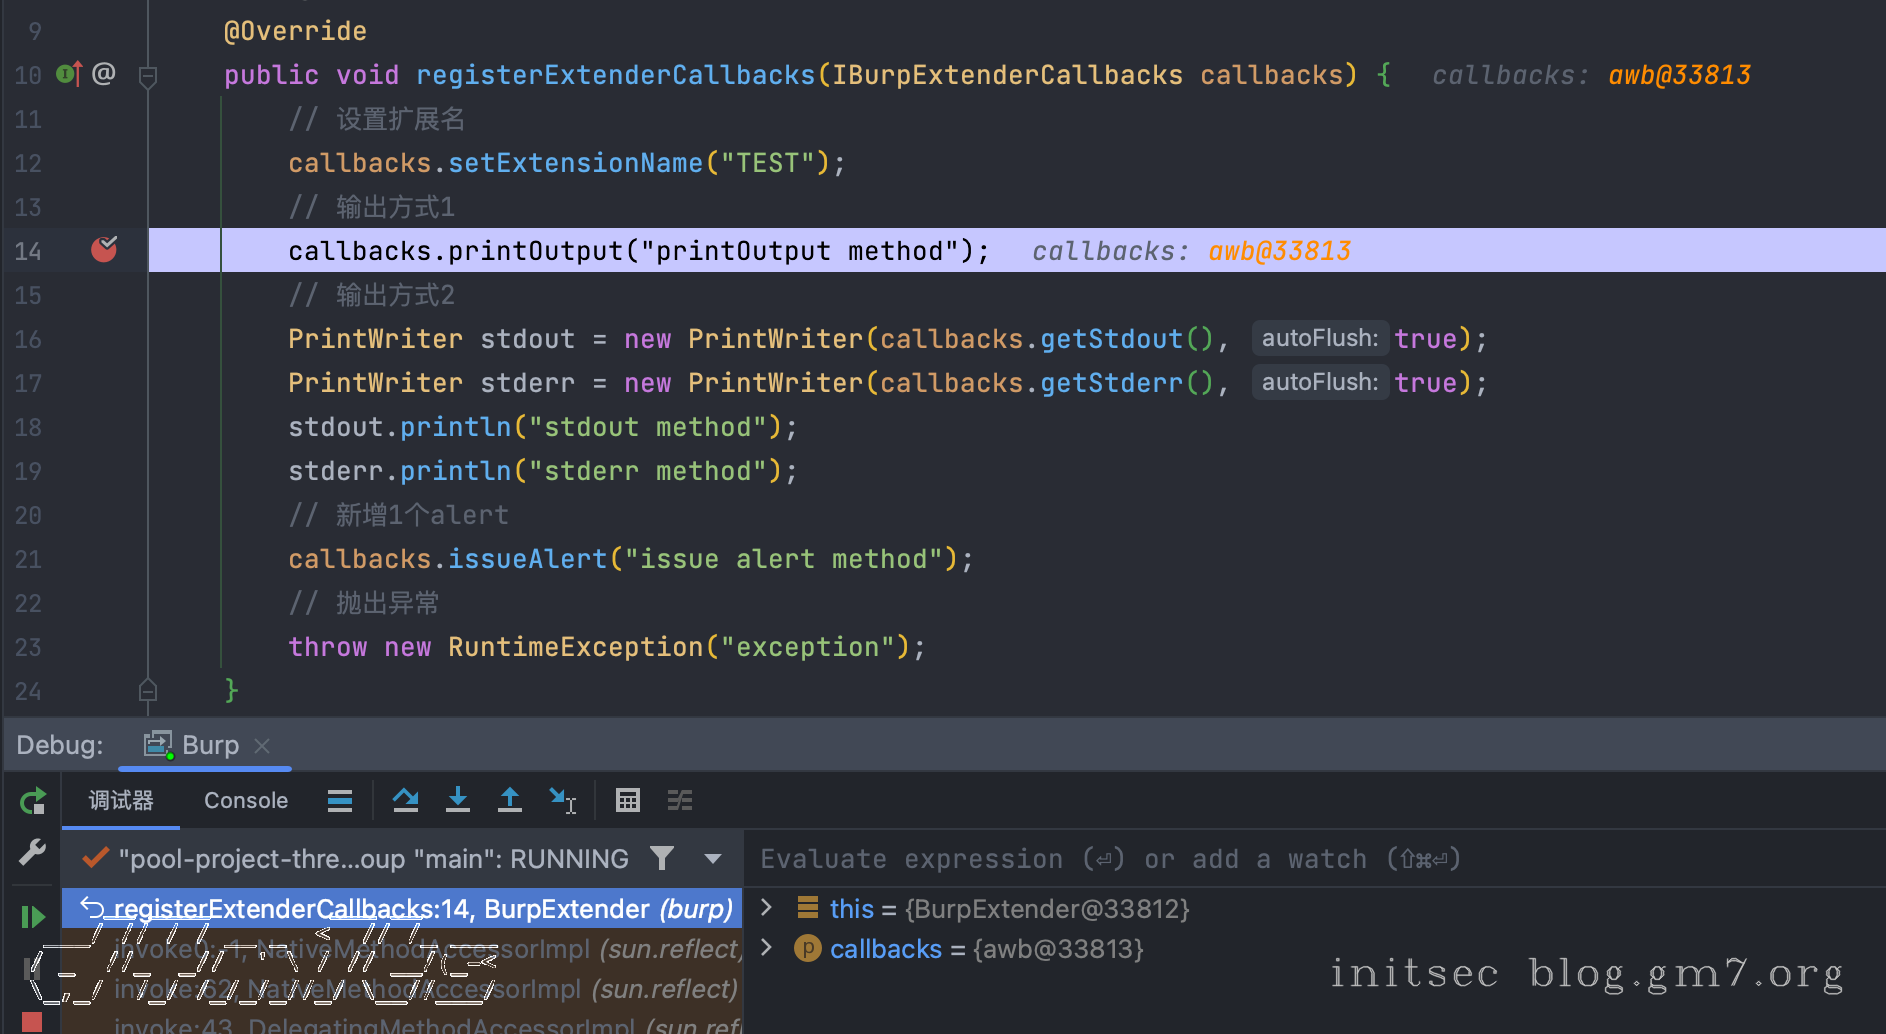 9 @Override
10 @ public void registerExtenderCallbacks(IBurpExtenderCallbacks callbacks) { callbacks: awb@33813
11 // 设置扩展名
12 callbacks.setExtensionName("TEST");
13 // 输出方式1
14 callbacks.printOutput("printOutput method"); callbacks: awb@33813
15 // 输出方式2
16 PrintWriter stdout = new PrintWriter(callbacks.getStdout(), autoFlush: true);
17 PrintWriter stderr = new PrintWriter(callbacks.getStderr(), autoFlush: true);
18 stdout.println("stdout method");
19 stderr.println("stderr method");
20 // 新增1个alert
21 callbacks.issueAlert("issue alert method");
22 // 抛出异常
23 throw new RuntimeException("exception");
24 }
Debug: Burp
调试器 Console
"pool-project-thre...oup "main": RUNNING
Evaluate expression (⏎) or add a watch (⇧⌘⏎)
registerExtenderCallbacks:14, BurpExtender (burp)
this = {BurpExtender@33812}
invoke0:-1, NativeMethodAccessorImpl (sun.reflect)
callbacks = {awb@33813}
invoke:62, NativeMethodAccessorImpl (sun.reflect)
initsec blog.gm7.org
invoke:43, DelegatingMethodAccessorImpl (sun.refl